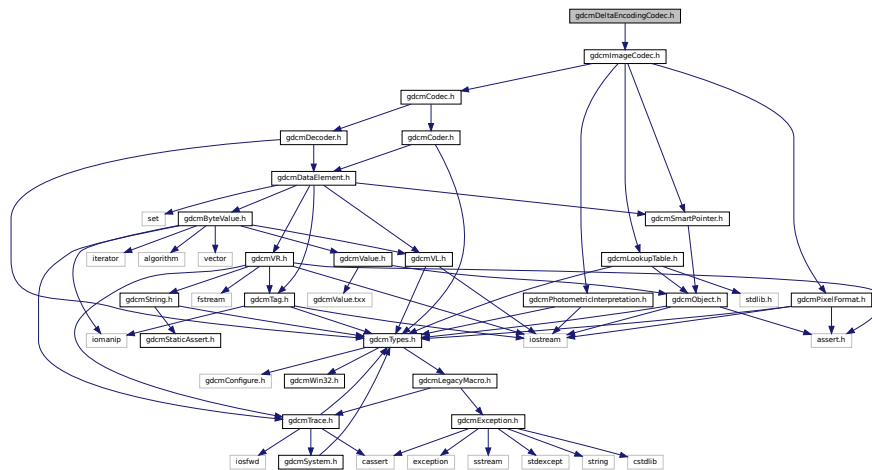 gdcmDeltaEncodingCodec.h
gdcmImageCodec.h
gdcmCodec.h
gdcmDecoder.h
gdcmCoder.h
gdcmDataElement.h
set
gdcmByteValue.h
gdcmSmartPointer.h
iterator
algorithm
vector
gdcmVR.h
gdcmValue.h
gdcmVL.h
gdcmLookupTable.h
gdcmString.h
fstream
gdcmTag.h
gdcmValue.txx
gdcmPhotometricInterpretation.h
gdcmObject.h
stdlib.h
gdcmPixelFormat.h
iomanip
gdcmStaticAssert.h
gdcmTypes.h
iostream
assert.h
gdcmConfigure.h
gdcmWin32.h
gdcmLegacyMacro.h
gdcmTrace.h
gdcmException.h
iosfwd
gdcmSystem.h
cassert
exception
sstream
stdexcept
string
cstdlib